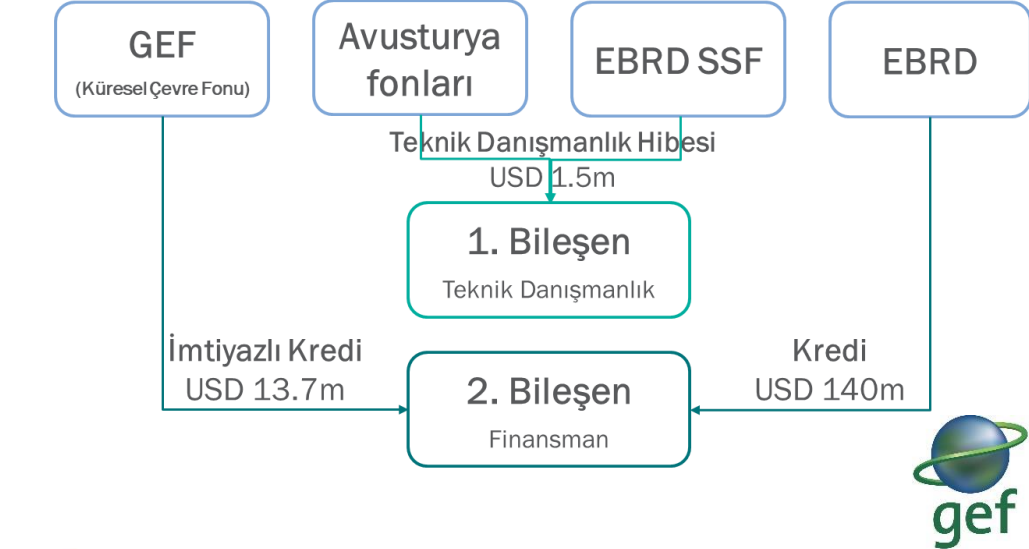 GEF
(Küresel Çevre Fonu)
Avusturya
fonları
EBRD SSF
EBRD
Teknik Danışmanlık Hibesi
USD 1.5m
1. Bileşen
Teknik Danışmanlık
İmtiyazlı Kredi
USD 13.7m
2. Bileşen
Finansman
Kredi
USD 140m
gef